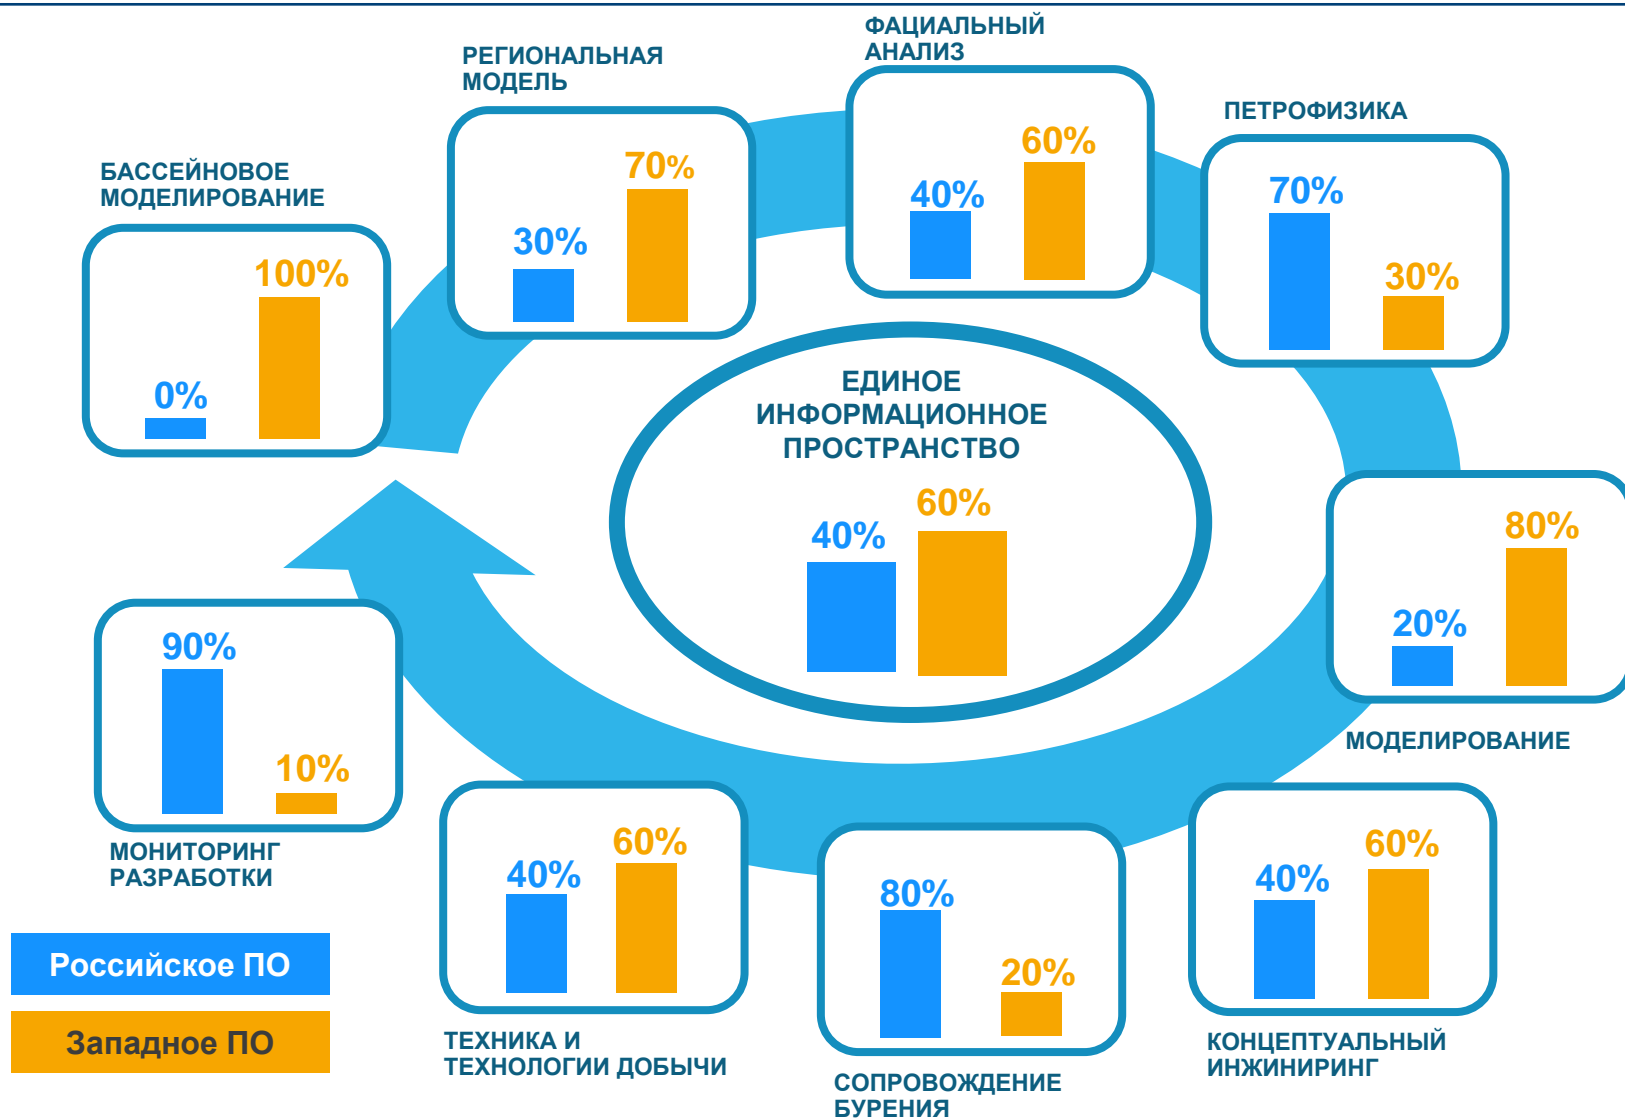 ФАЦИАЛЬНЫЙ
АНАЛИЗ
40%
60%
РЕГИОНАЛЬНАЯ
МОДЕЛЬ
30%
70%
ПЕТРОФИЗИКА
70%
30%
БАССЕЙНОВОЕ
МОДЕЛИРОВАНИЕ
0%
100%
ЕДИНОЕ
ИНФОРМАЦИОННОЕ
ПРОСТРАНСТВО
40%
60%
20%
80%
МОДЕЛИРОВАНИЕ
90%
10%
МОНИТОРИНГ
РАЗРАБОТКИ
40%
60%
ТЕХНИКА И
ТЕХНОЛОГИИ ДОБЫЧИ
80%
20%
СОПРОВОЖДЕНИЕ
БУРЕНИЯ
40%
60%
КОНЦЕПТУАЛЬНЫЙ
ИНЖИНИРИНГ
Российское ПО
Западное ПО